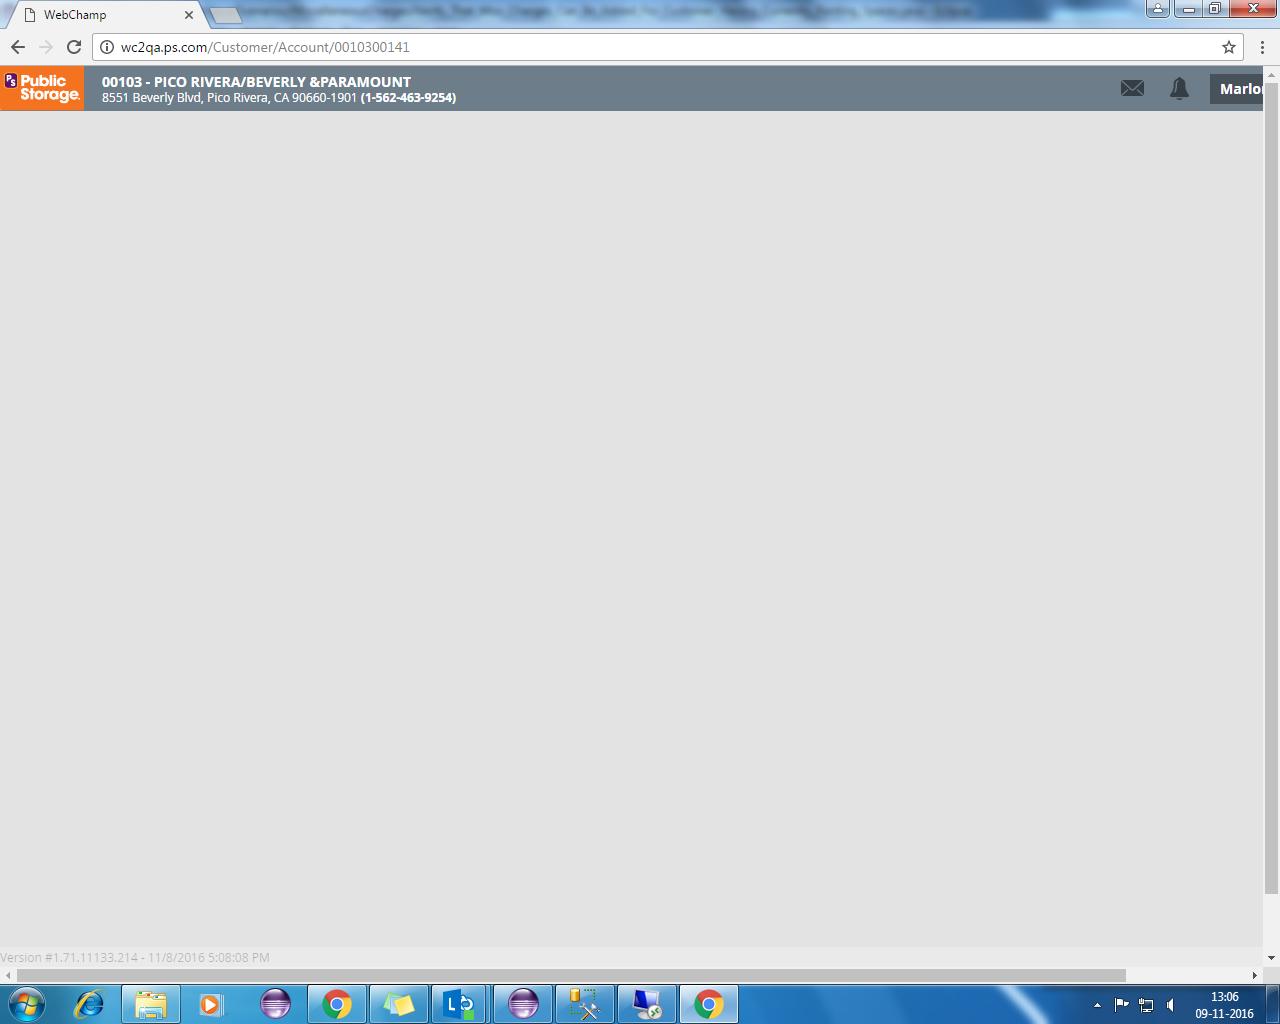 WebChamp
wc2qa.ps.com/Customer/Account/0010300141
PS Public
Storage.
00103 - PICO RIVERA/BEVERLY &PARAMOUNT
8551 Beverly Blvd, Pico Rivera, CA 90660-1901 (1-562-463-9254)
Marlo
Version #1.71.11133.214 - 11/8/2016 5:08:08 PM
13:06
09-11-2016